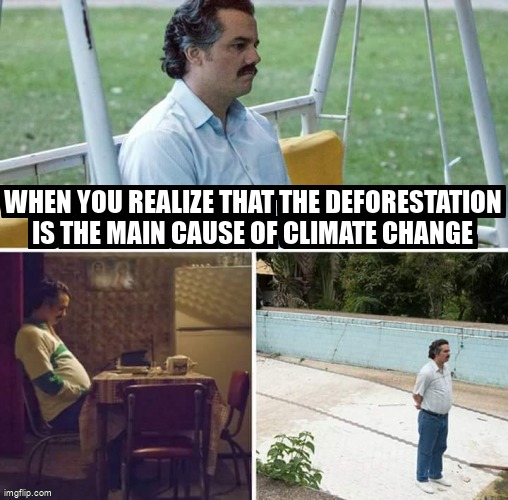 WHEN YOU REALIZE THAT THE DEFORESTATION
IS THE MAIN CAUSE OF CLIMATE CHANGE
imgflip.com